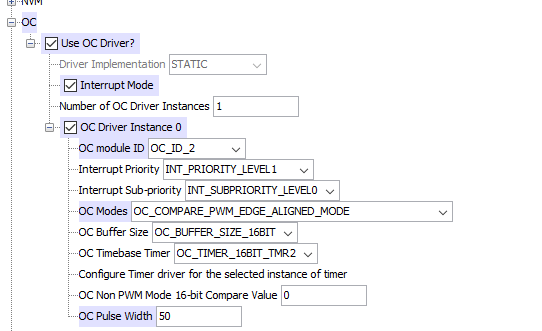 NVM
OC
Use OC Driver?
Driver Implementation STATIC
Interrupt Mode
Number of OC Driver Instances 1
OC Driver Instance 0
OC module ID OC_ID_2
Interrupt Priority INT_PRIORITY_LEVEL1
Interrupt Sub-priority INT_SUBPRIORITY_LEVEL0
OC Modes OC_COMPARE_PWM_EDGE_ALIGNED_MODE
OC Buffer Size OC_BUFFER_SIZE_16BIT
OC Timebase Timer OC_TIMER_16BIT_TMR2
Configure Timer driver for the selected instance of timer
OC Non PWM Mode 16-bit Compare Value 0
OC Pulse Width 50